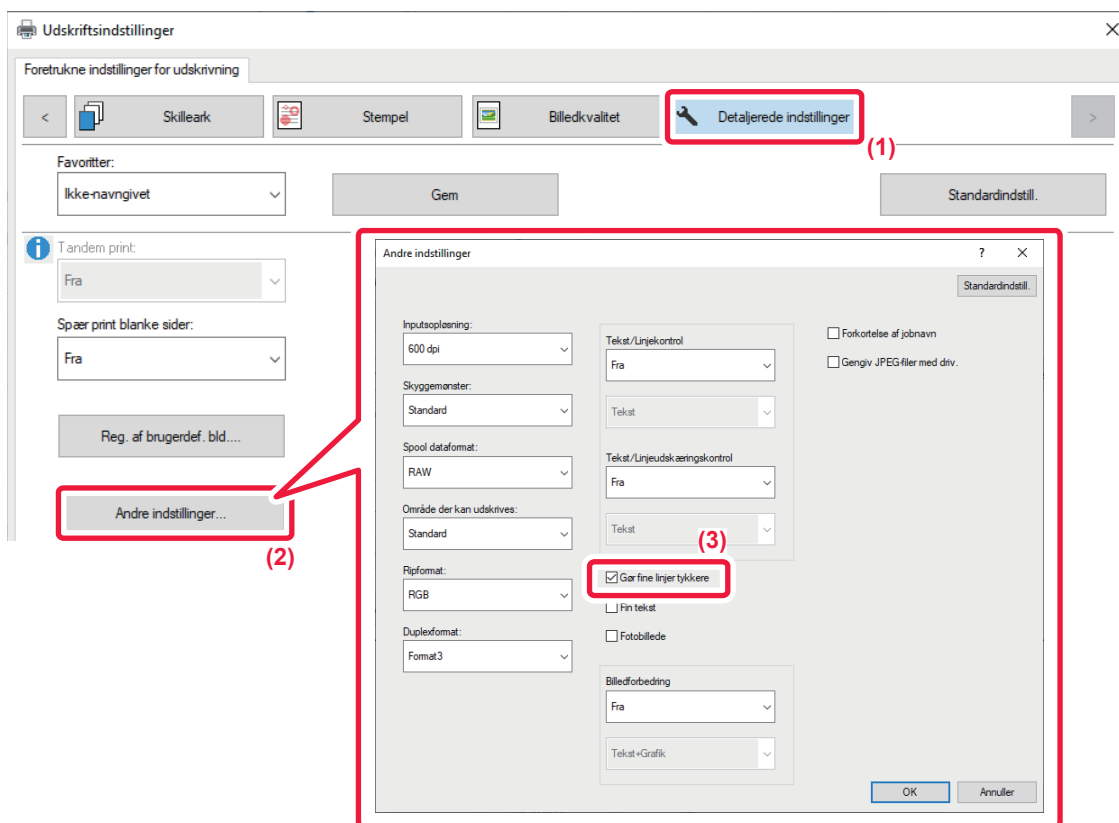 Udskriftsindstillinger
Foretrukne indstillinger for udskrivning
< Skilleark Stempel Billedkvalitet Detaljerede indstillinger >
(1)
Favoritter:
Ikke-navngivet Gem Standardindstill.
Tandem print:
Fra
Spær print blanke sider:
Fra
Reg. af brugerdef. bld....
Andre indstillinger...
(2)
Andre indstillinger ?
Standardindstill.
Inputsopløsning:
600 dpi
Skyggemønster:
Standard
Spool dataformat:
RAW
Område der kan udskrives:
Standard
Ripformat:
RGB
Duplexformat:
Format3
Tekst/Linjekontrol
Fra
Tekst
Tekst/Linjeudskæringskontrol
Fra
Tekst
(3)
Gør fine linjer tykkere
Fin tekst
Fotobillede
Billedforbedring
Fra
Tekst+Grafik
Forkortelse af jobnavn
Gengiv JPEG-filer med driv.
OK Annuller